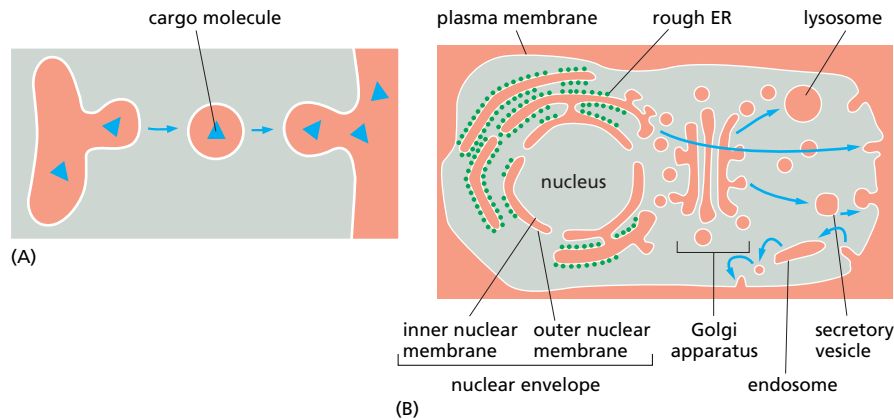 cargo molecule
(A)
plasma membrane
rough ER
lysosome
nucleus
inner nuclear
membrane
outer nuclear
membrane
nuclear envelope
Golgi
apparatus
secretory
vesicle
endosome
(B)